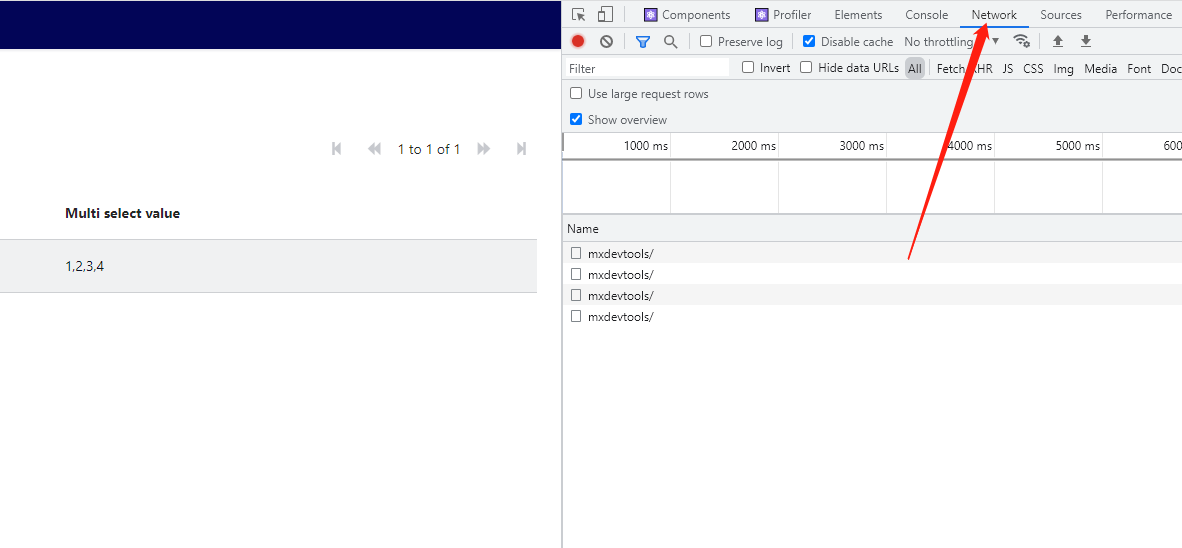 1 to 1 of 1
Multi select value
1,2,3,4
Components Profiler Elements Console Network Sources Performance
Preserve log Disable cache No throttling
Filter Invert Hide data URLs All Fetch/XHR JS CSS Img Media Font Doc
Use large request rows
Show overview
1000 ms 2000 ms 3000 ms 4000 ms 5000 ms 600
Name
mxdevtools/
mxdevtools/
mxdevtools/
mxdevtools/